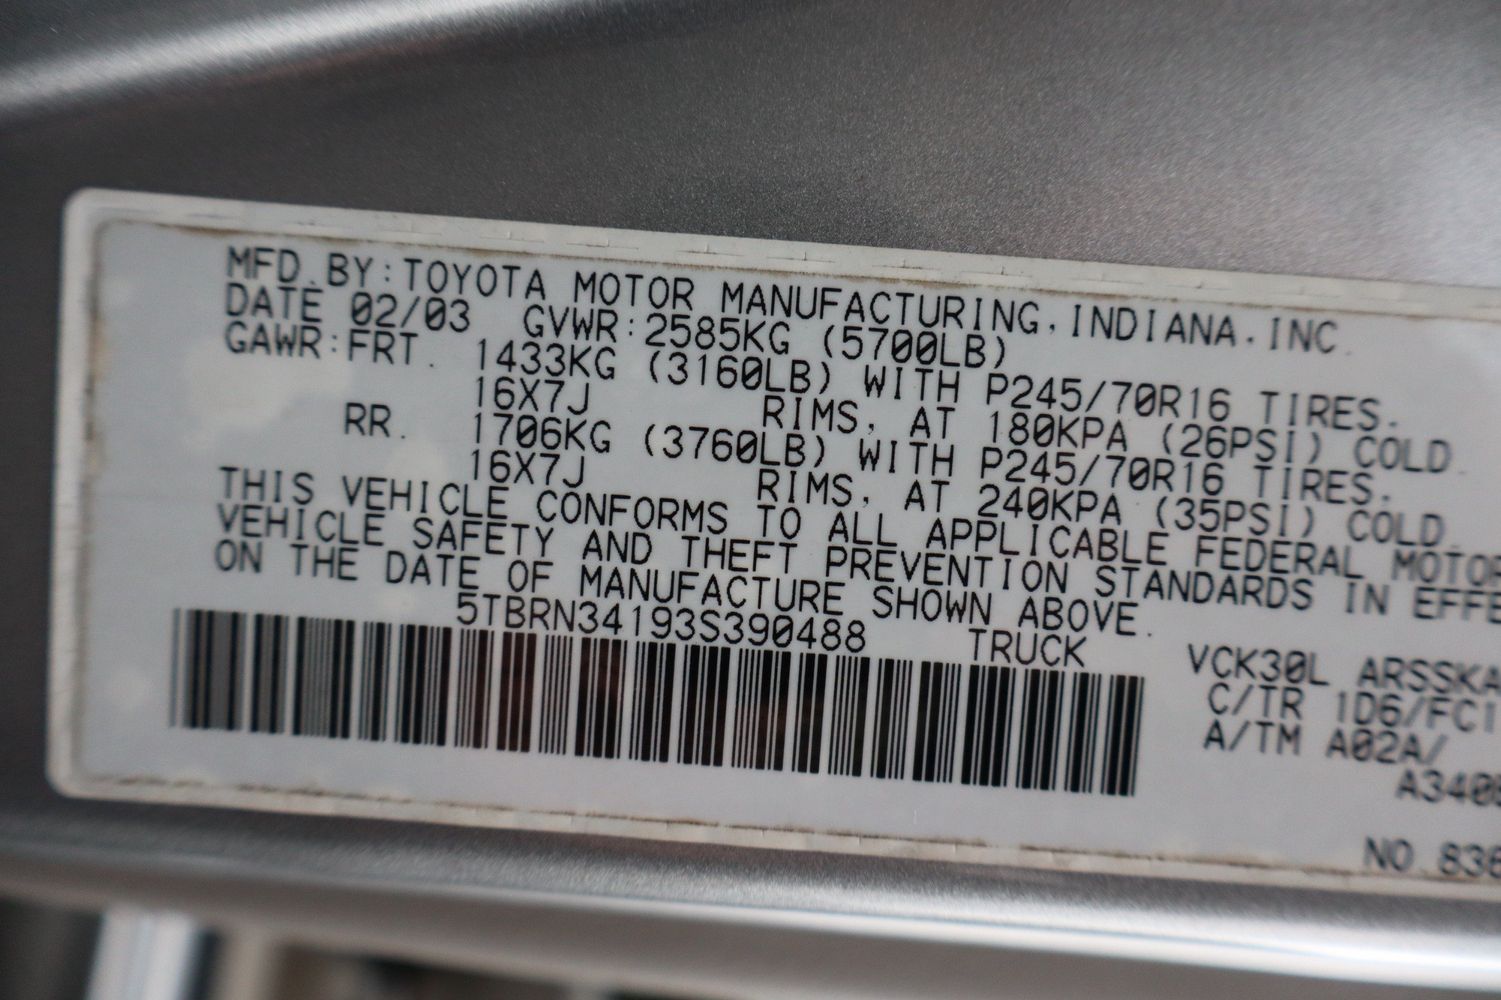 MFD.BY:TOYOTA MOTOR MANUFACTURING,INDIANA.INC.
DATE 02/03 GVWR:2585KG (5700LB)
GAWR:FRT. 1433KG (3160LB) WITH P245/70R16 TIRES.
16X7J RIMS, AT 180KPA (26PSI) COLD.
RR. 1706KG (3760LB) WITH P245/70R16 TIRES.
16X7J RIMS, AT 240KPA (35PSI) COLD.
THIS VEHICLE CONFORMS TO ALL APPLICABLE FEDERAL MOTOR
VEHICLE SAFETY AND THEFT PREVENTION STANDARDS IN EFFE
ON THE DATE OF MANUFACTURE SHOWN ABOVE.
5TBRN34193S390488 TRUCK
VCK30L ARSSKA
C/TR 1D6/FC1
A/TM A02A/
A340
NO.836